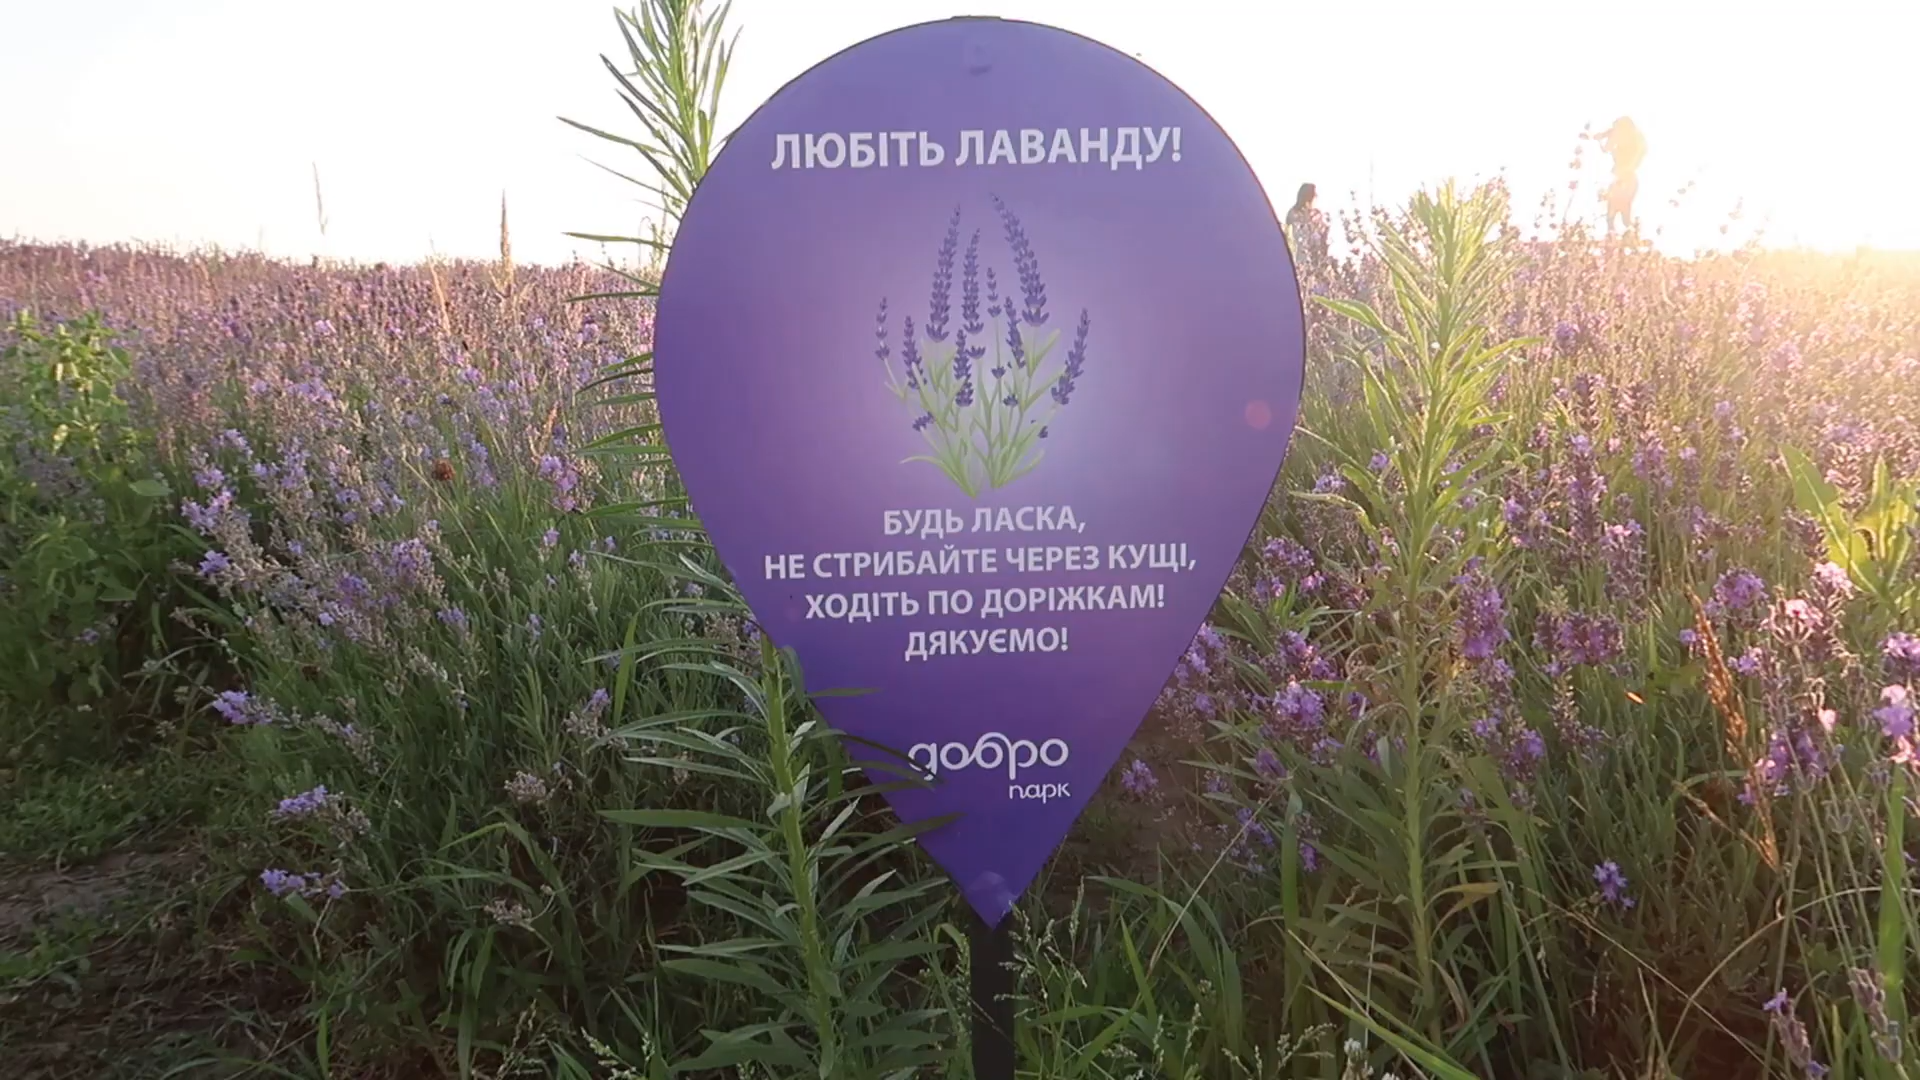 ЛЮБІТЬ ЛАВАНДУ!
БУДЬ ЛАСКА,
НЕ СТРИБАЙТЕ ЧЕРЕЗ КУЩІ,
ХОДІТЬ ПО ДОРІЖКАМ!
ДЯКУЄМО!
добро
парк